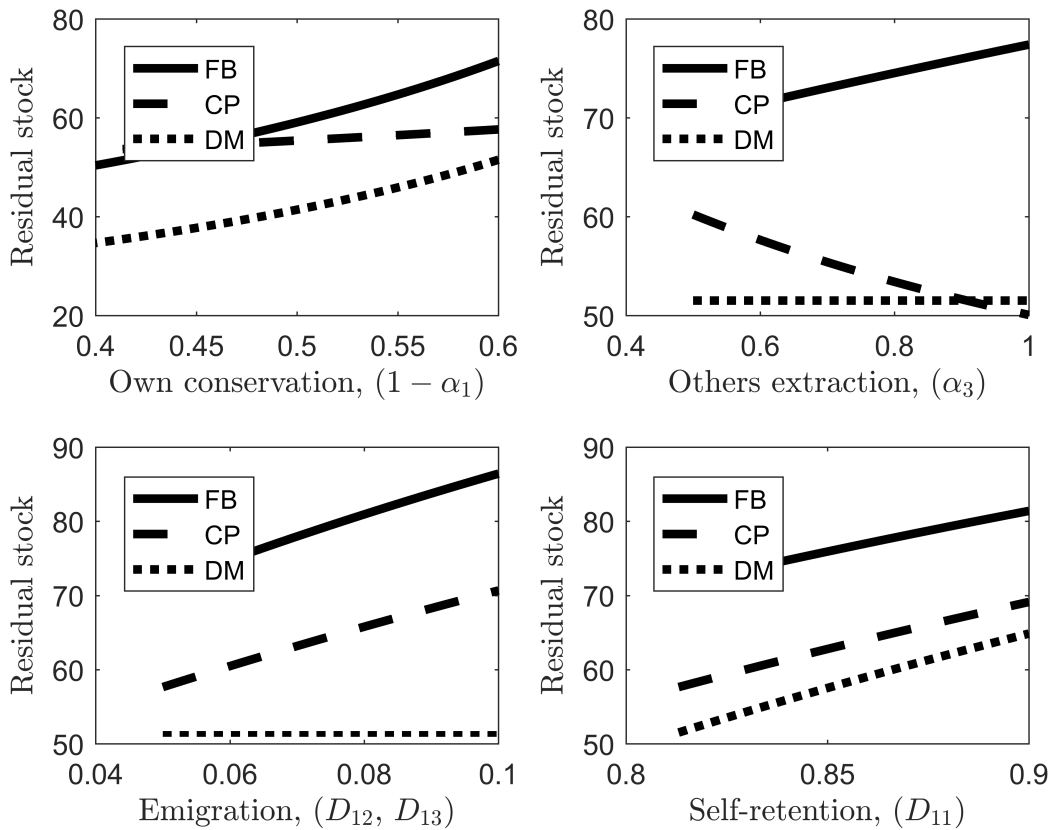 80
60
40
20
Residual stock
FB
CP
DM
0.4 0.45 0.5 0.55 0.6
Own conservation, (1 − α₁)
80
70
60
50
Residual stock
FB
CP
DM
0.4 0.6 0.8 1
Others extraction, (α₃)
90
80
70
60
50
Residual stock
FB
CP
DM
0.04 0.06 0.08 0.1
Emigration, (D₁₂, D₁₃)
90
80
70
60
50
Residual stock
FB
CP
DM
0.8 0.85 0.9
Self-retention, (D₁₁)